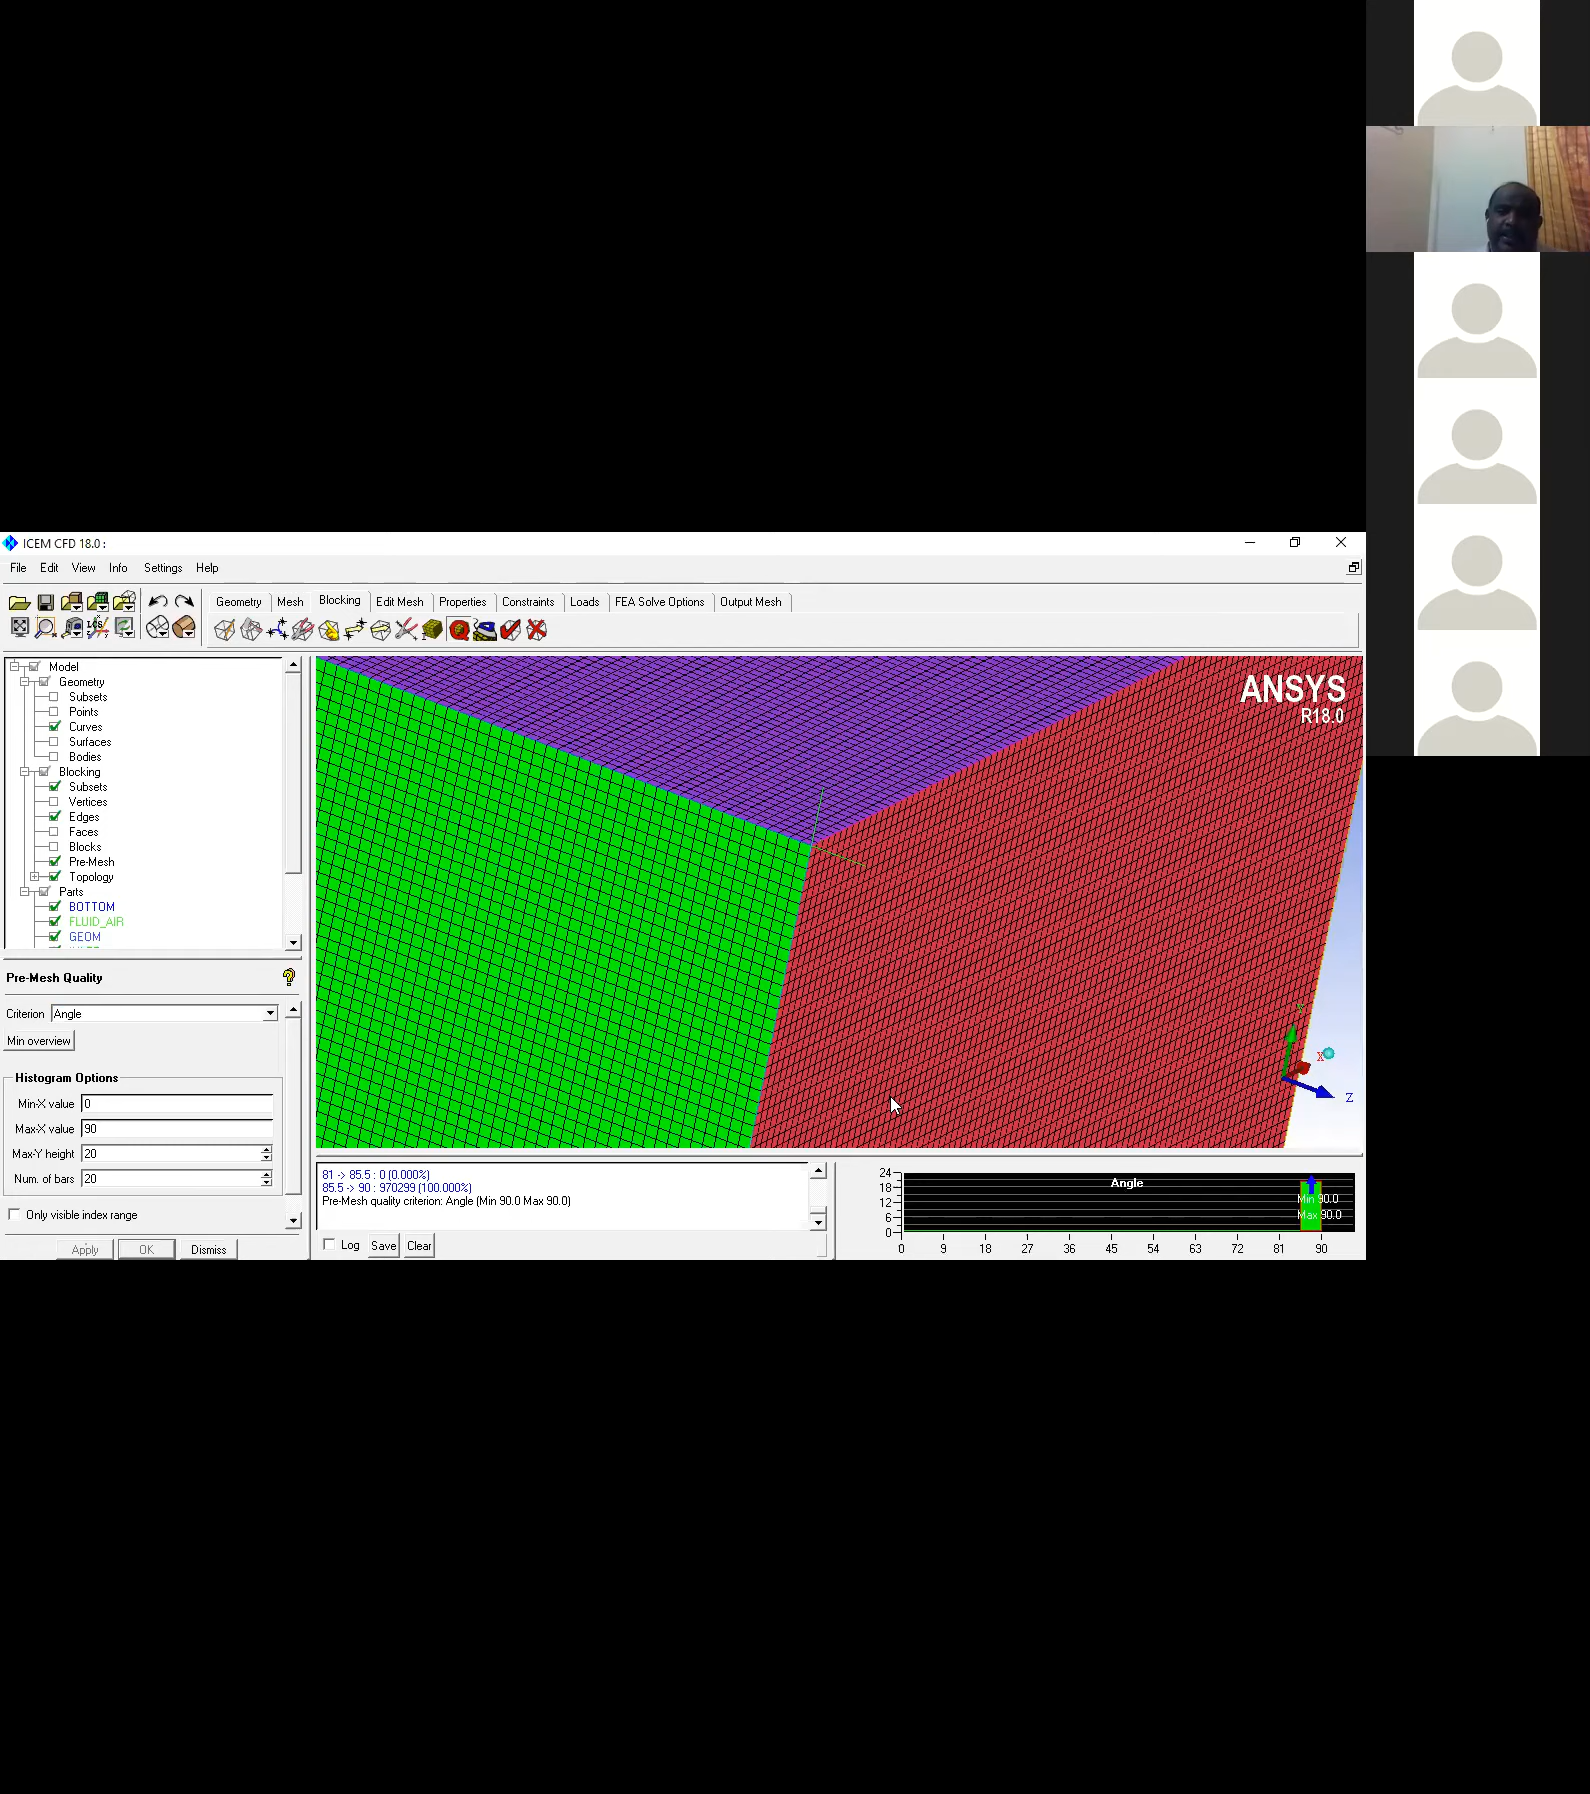 ICEM CFD 18.0 :
File Edit View Info Settings Help
Geometry Mesh Blocking Edit Mesh Properties Constraints Loads FEA Solve Options Output Mesh
LCS
Model
Geometry
Subsets
Points
Curves
Surfaces
Bodies
Blocking
Subsets
Vertices
Edges
Faces
Blocks
Pre-Mesh
Topology
Parts
BOTTOM
FLUID_AIR
GEOM
ANSYS
R18.0
Y
X
Z
Pre-Mesh Quality
Criterion Angle
Min overview
Histogram Options
Min-X value 0
Max-X value 90
Max-Y height 20
Num. of bars 20
Only visible index range
Apply OK Dismiss
81 -> 85.5 : 0 (0.000%)
85.5 -> 90 : 970299 (100.000%)
Pre-Mesh quality criterion: Angle (Min 90.0 Max 90.0)
Log Save Clear
Angle
Min 90.0
Max 90.0
24
18
12
6
0
0 9 18 27 36 45 54 63 72 81 90